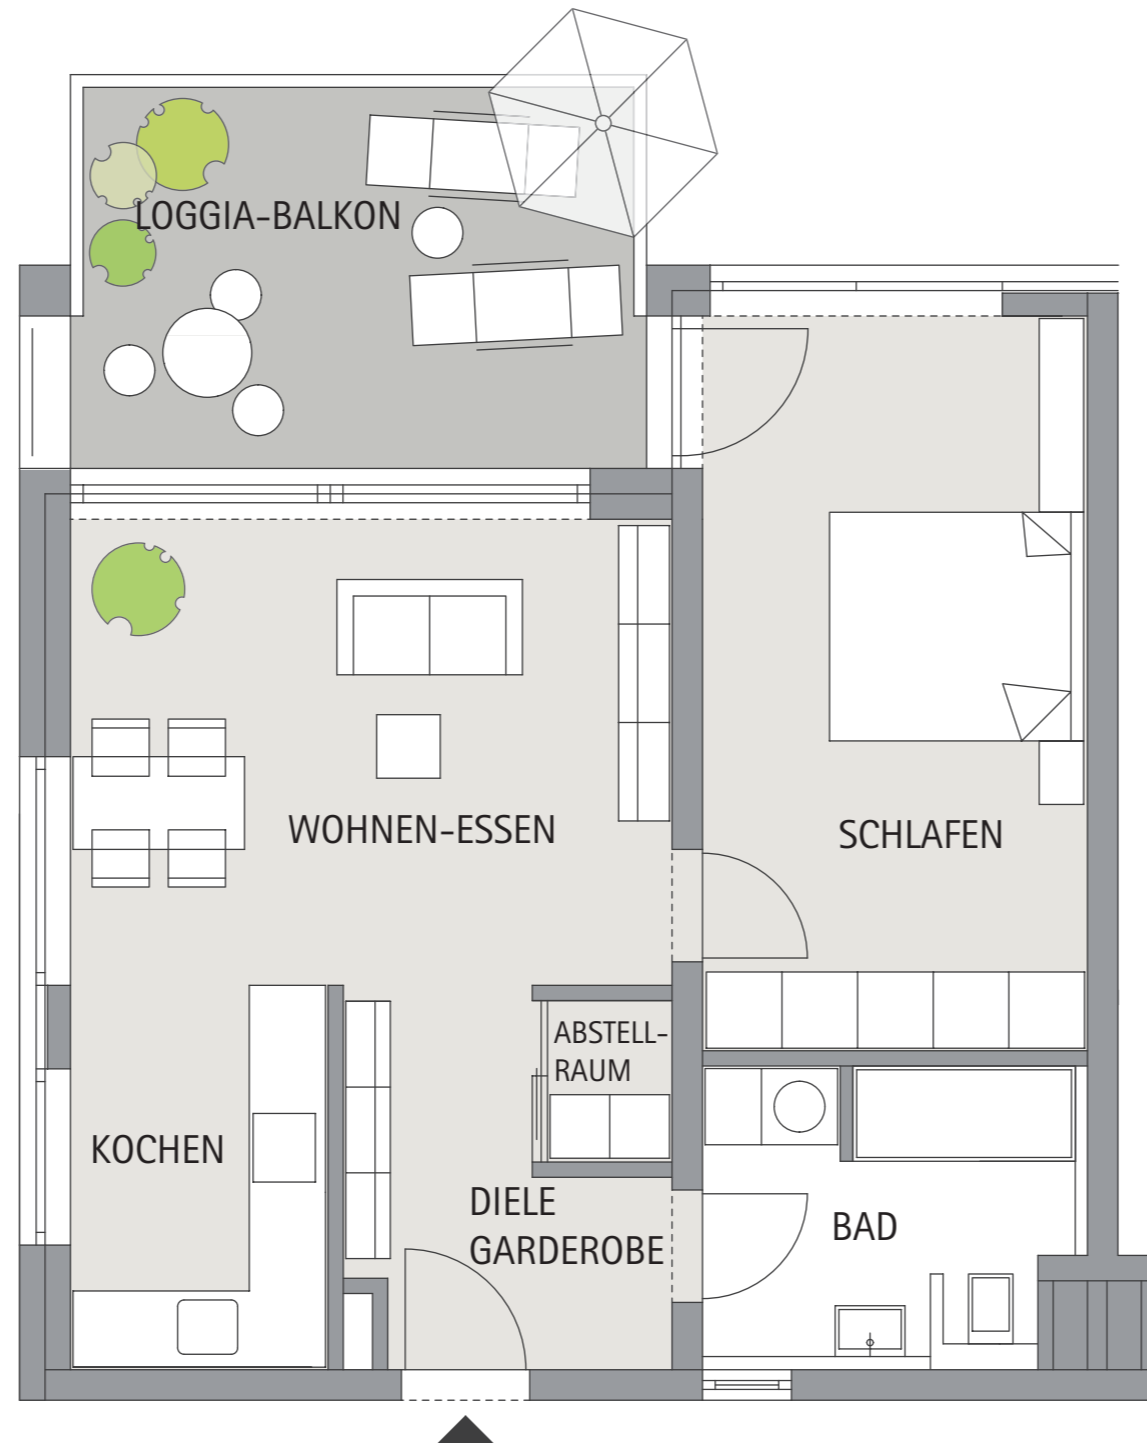 LOGGIA-BALKON
WOHNEN-ESSEN
SCHLAFEN
ABSTELL-
RAUM
KOCHEN
DIELE
GARDEROBE
BAD